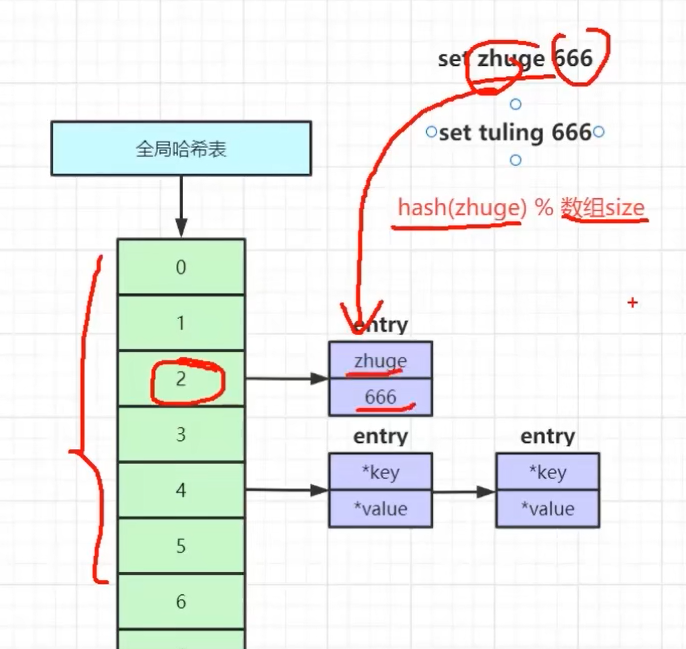 set zhuge 666
set tuling 666
全局哈希表
hash(zhuge) % 数组size
0
1
2
3
4
5
6
entry
zhuge
666
entry
*key
*value
entry
*key
*value